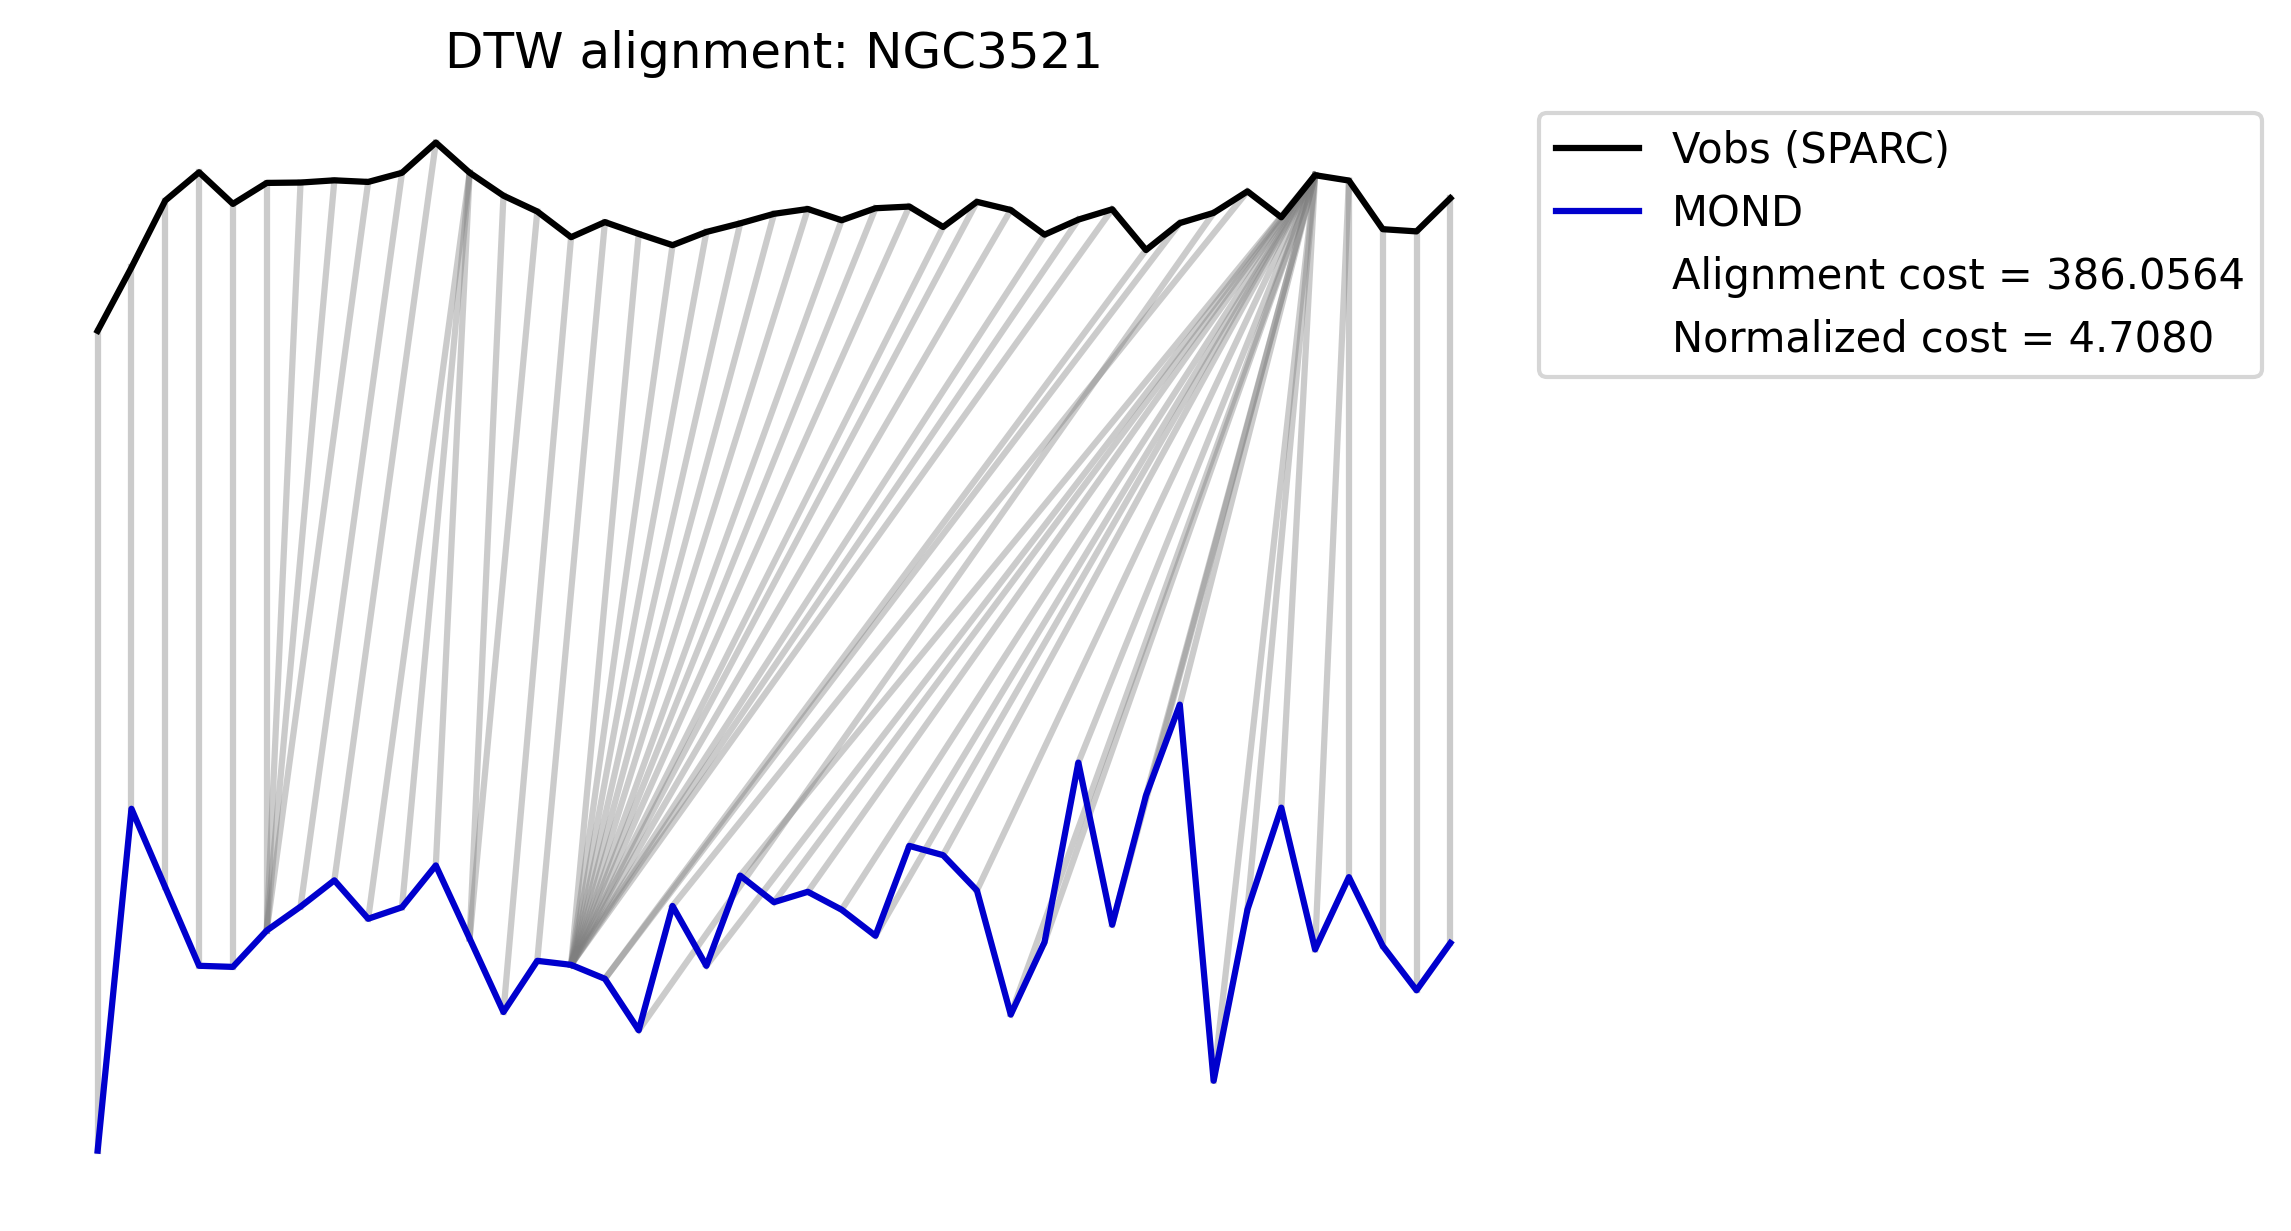 DTW alignment: NGC3521
Vobs (SPARC)
MOND
Alignment cost = 386.0564
Normalized cost = 4.7080